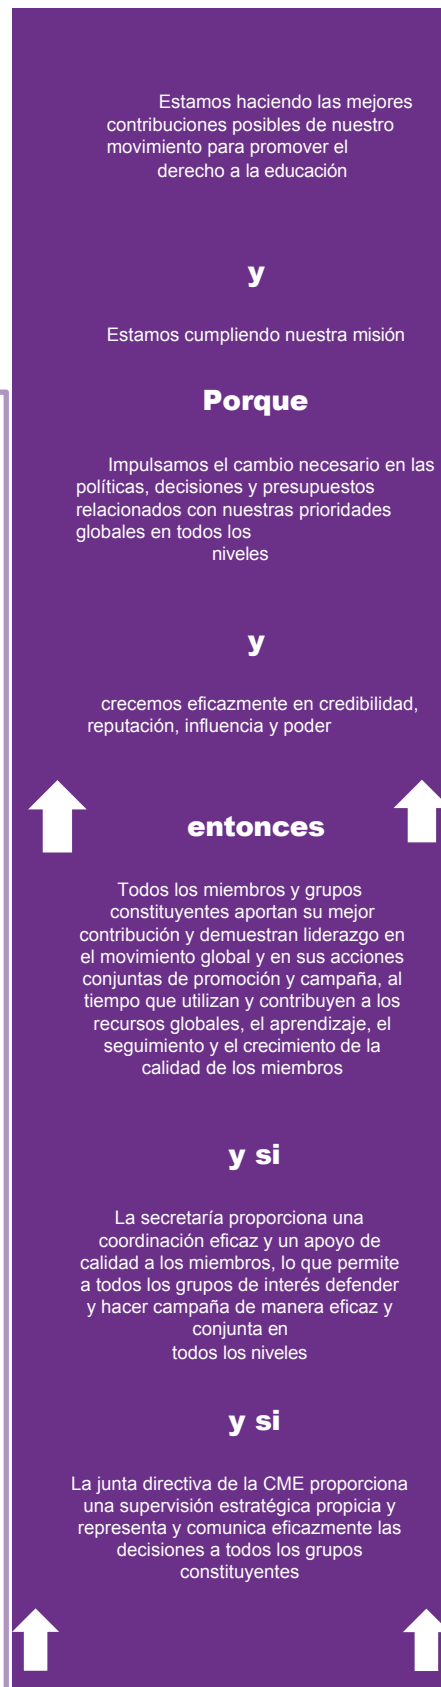 Estamos haciendo las mejores
contribuciones posibles de nuestro
movimiento para promover el
derecho a la educación
y
Estamos cumpliendo nuestra misión
Porque
Impulsamos el cambio necesario en las
políticas, decisiones y presupuestos
relacionados con nuestras prioridades
globales en todos los
niveles
y
crecemos eficazmente en credibilidad,
reputación, influencia y poder
entonces
Todos los miembros y grupos
constituyentes aportan su mejor
contribución y demuestran liderazgo en
el movimiento global y en sus acciones
conjuntas de promoción y campaña, al
tiempo que utilizan y contribuyen a los
recursos globales, el aprendizaje, el
seguimiento y el crecimiento de la
calidad de los miembros
y si
La secretaría proporciona una
coordinación eficaz y un apoyo de
calidad a los miembros, lo que permite
a todos los grupos de interés defender
y hacer campaña de manera eficaz y
conjunta en
todos los niveles
y si
La junta directiva de la CME proporciona
una supervisión estratégica propicia y
representa y comunica eficazmente las
decisiones a todos los grupos
constituyentes